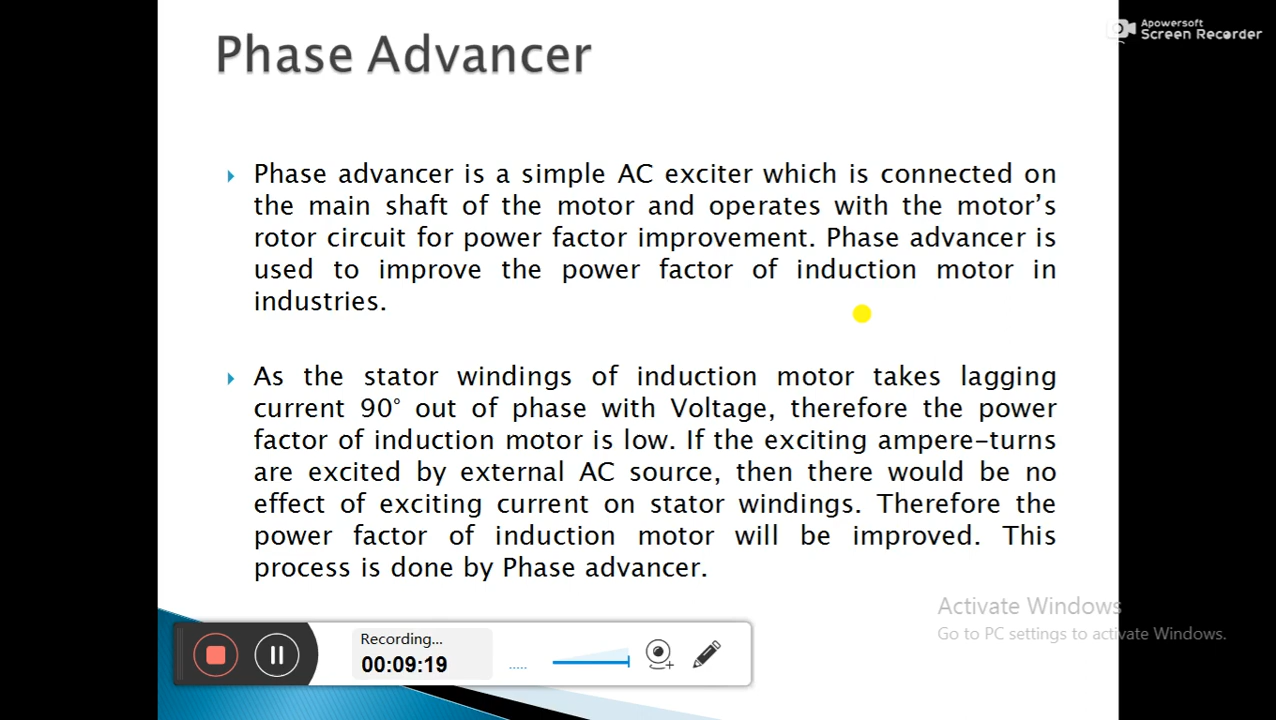 Phase Advancer
Apowersoft
Screen Recorder
Phase advancer is a simple AC exciter which is connected on
the main shaft of the motor and operates with the motor’s
rotor circuit for power factor improvement. Phase advancer is
used to improve the power factor of induction motor in
industries.
As the stator windings of induction motor takes lagging
current 90° out of phase with Voltage, therefore the power
factor of induction motor is low. If the exciting ampere-turns
are excited by external AC source, then there would be no
effect of exciting current on stator windings. Therefore the
power factor of induction motor will be improved. This
process is done by Phase advancer.
Activate Windows
Go to PC settings to activate Windows.
Recording...
00:09:19